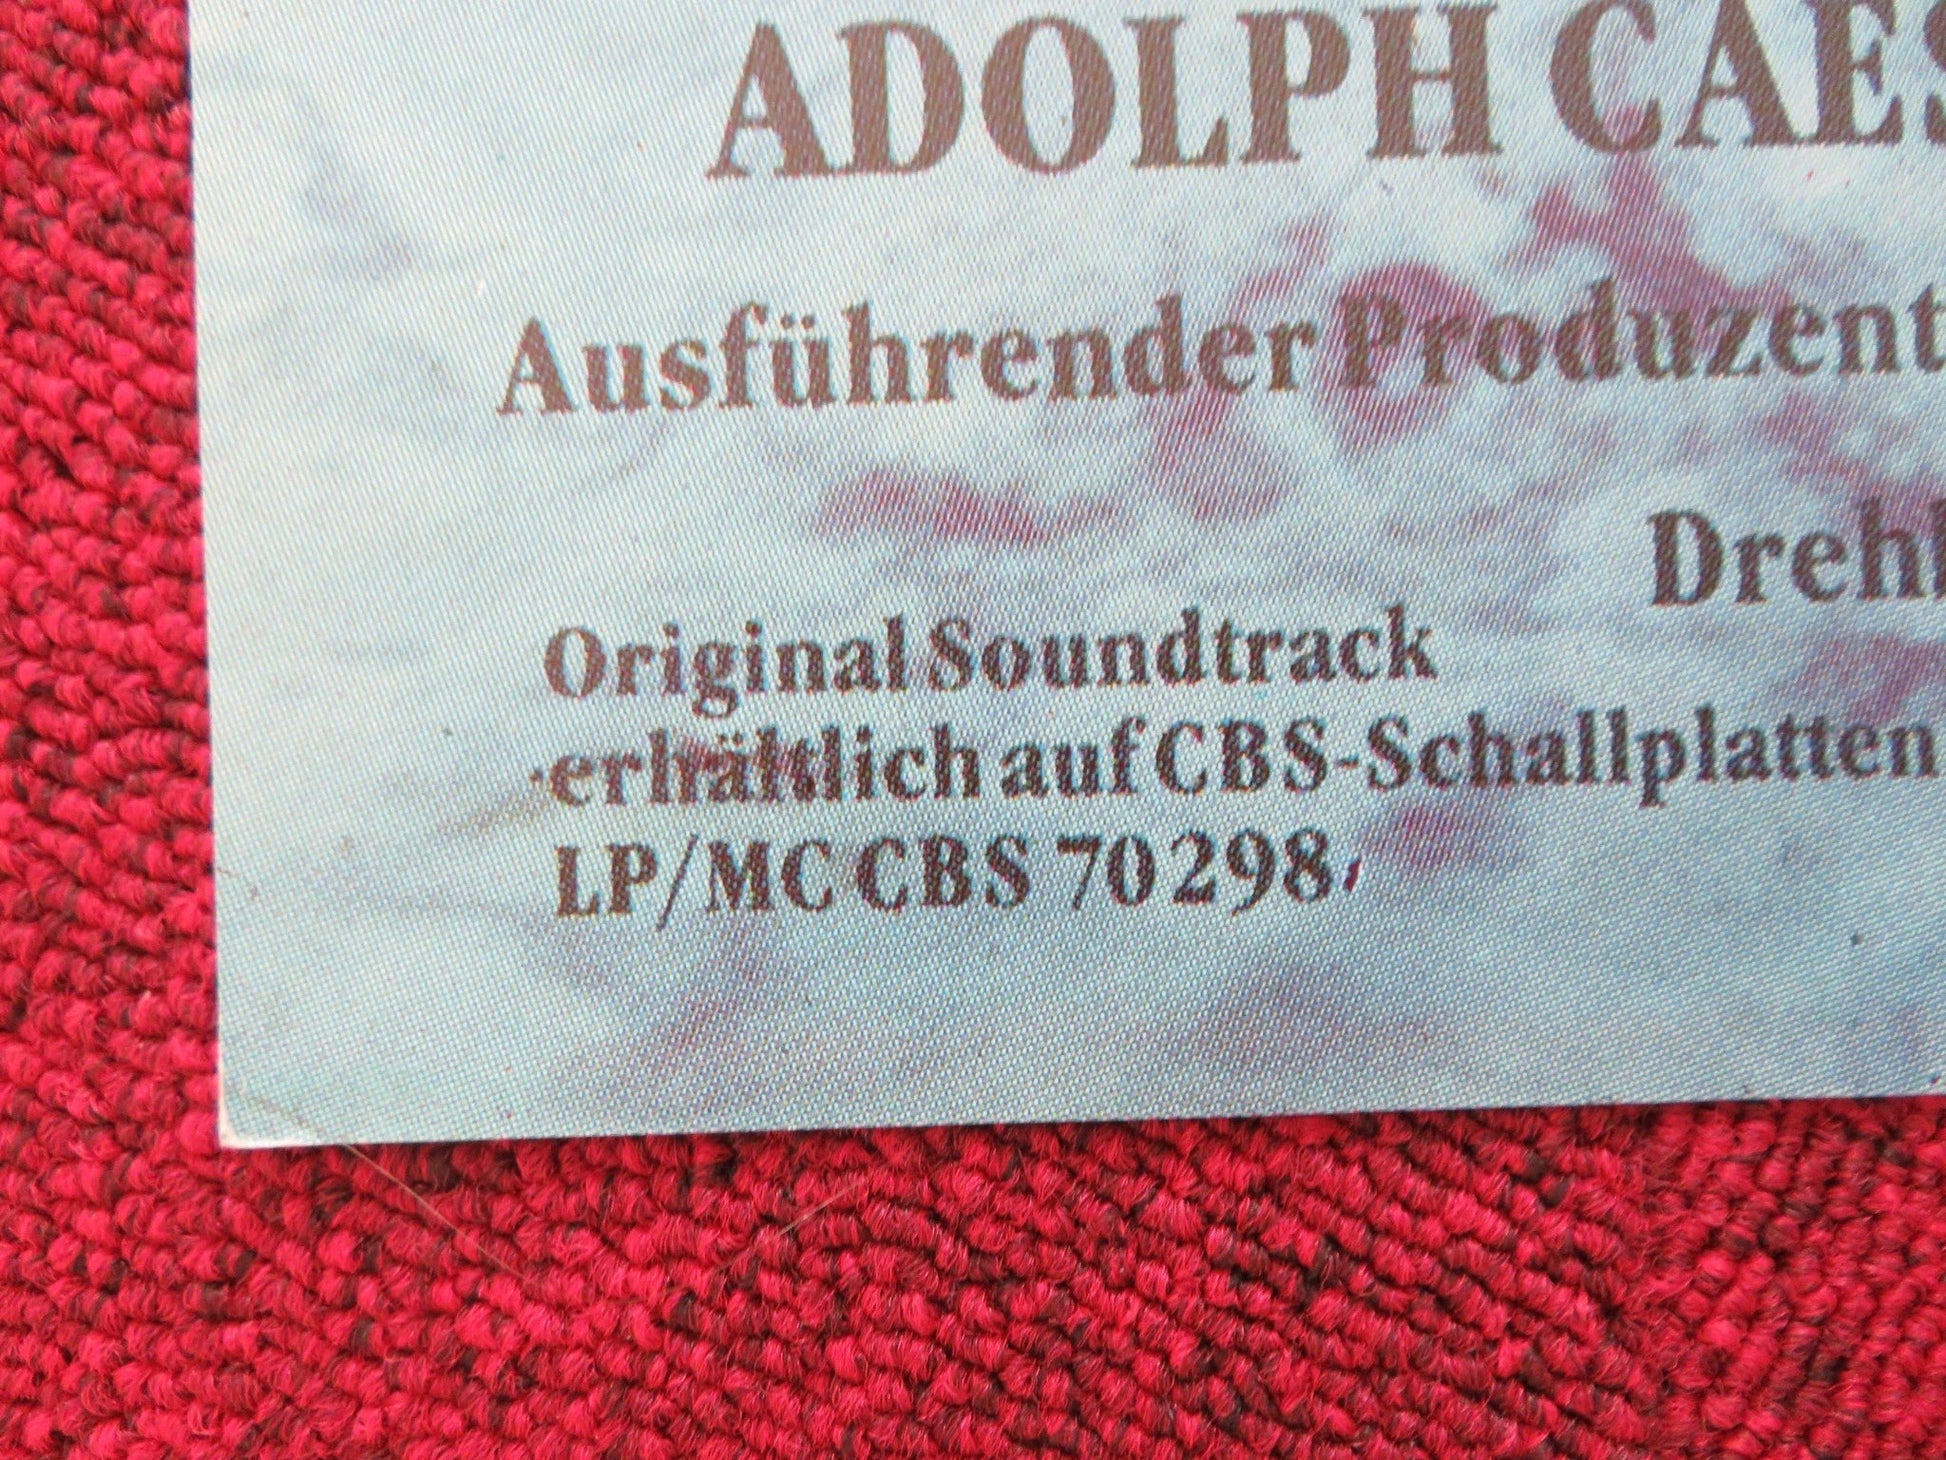 ADOLPH CAES
Ausführender Produzent
Dreh
Original Soundtrack
erhältlich auf CBS-Schallplatten
LP/MC CBS 70298